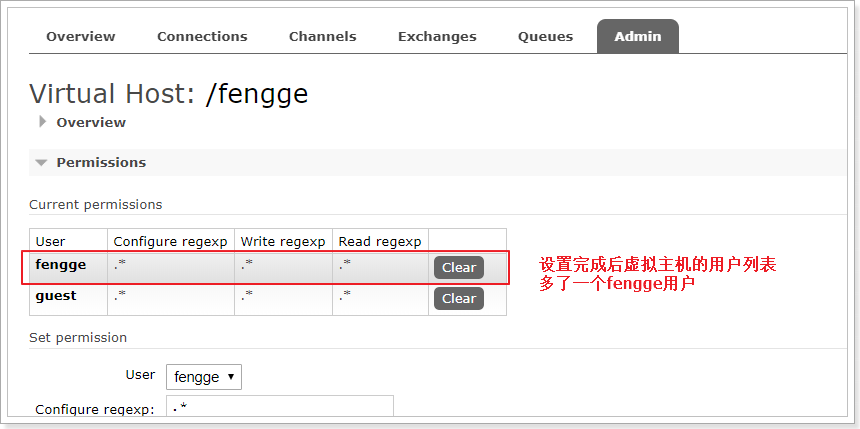 Overview Connections Channels Exchanges Queues Admin
Virtual Host: /fengge
Overview
Permissions
Current permissions
User Configure regexp Write regexp Read regexp
fengge .* .* .* Clear
guest .* .* .* Clear
设置完成后虚拟主机的用户列表
多了一个fengge用户
Set permission
User fengge
Configure regexp: .*